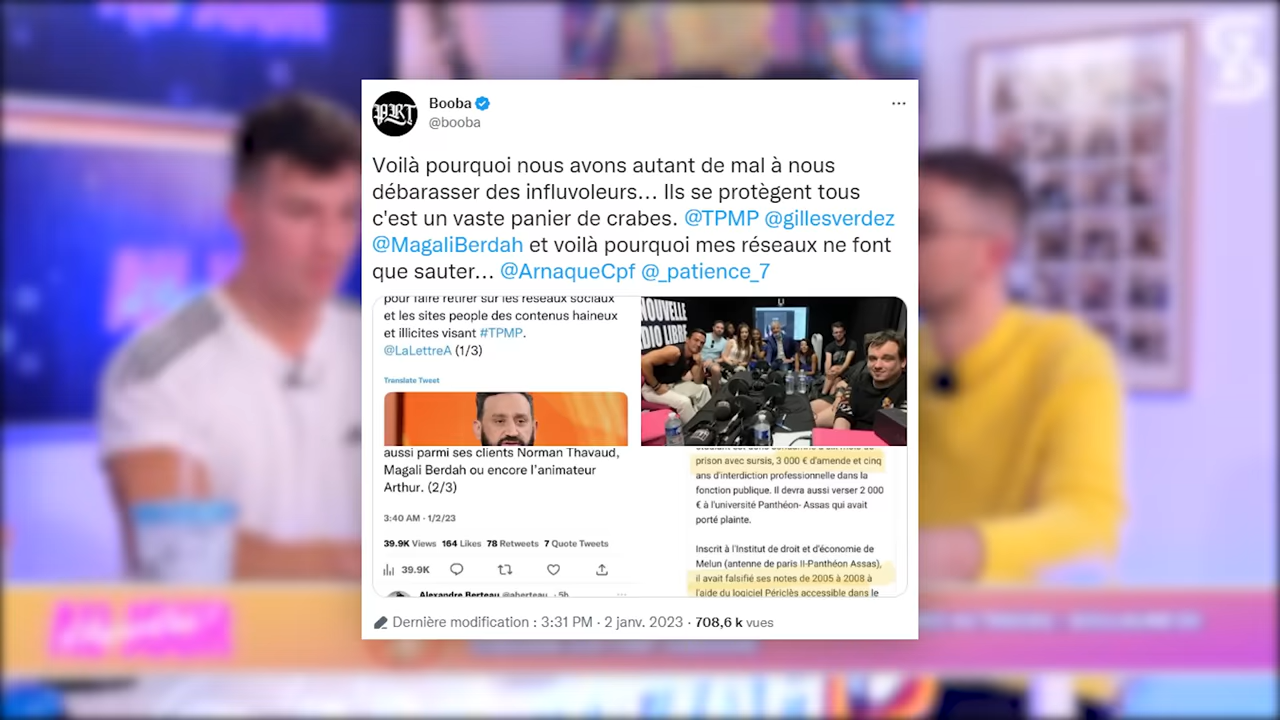 Booba
@booba
Voilà pourquoi nous avons autant de mal à nous
débarasser des influvoleurs... Ils se protègent tous
c'est un vaste panier de crabes. @TPMP @gillesverdez
@MagaliBerdah et voilà pourquoi mes réseaux ne font
que sauter... @ArnaqueCpf @_patience_7
pour faire retirer sur les réseaux sociaux
et les sites people des contenus haineux
et illicites visant #TPMP.
@LaLettreA (1/3)
Translate Tweet
aussi parmi ses clients Norman Thavaud,
Magali Berdah ou encore l'animateur
Arthur. (2/3)
3:40 AM · 1/2/23
39.9K Views 164 Likes 78 Retweets 7 Quote Tweets
39.9K
Alexandre Berteau @aberteau · 5h
NOUVELLE
RADIO LIBRE
prison avec sursis, 3 000 € d'amende et cinq
ans d'interdiction professionnelle dans la
fonction publique. Il devra aussi verser 2 000
€ à l'université Panthéon- Assas qui avait
porté plainte.
Inscrit à l'Institut de droit et d'économie de
Melun (antenne de paris II-Panthéon Assas),
il avait falsifié ses notes de 2005 à 2008 à
l'aide du logiciel Périclès accessible dans le
Dernière modification : 3:31 PM · 2 janv. 2023 · 708,6 k vues